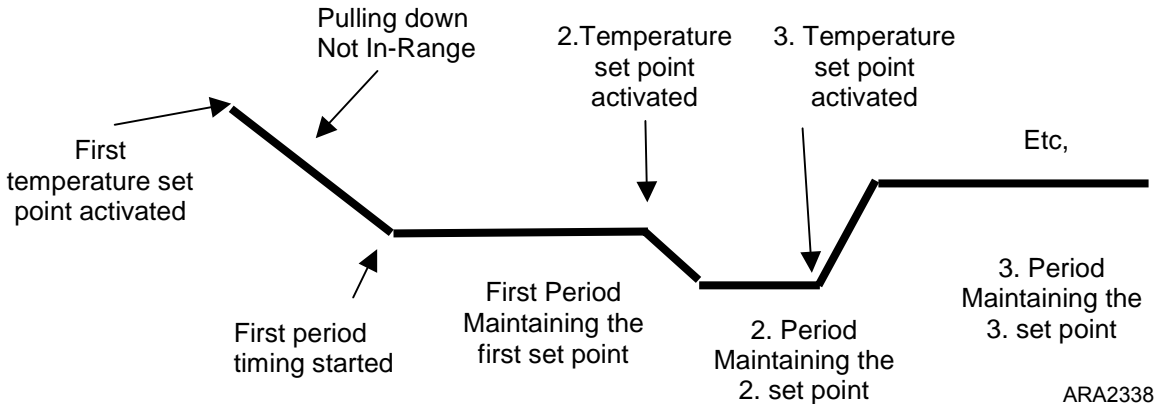 Pulling down
Not In-Range
2.Temperature
set point
activated
3. Temperature
set point
activated
First
temperature set
point activated
Etc,
First period
timing started
First Period
Maintaining the
first set point
2. Period
Maintaining the
2. set point
3. Period
Maintaining the
3. set point
ARA2338